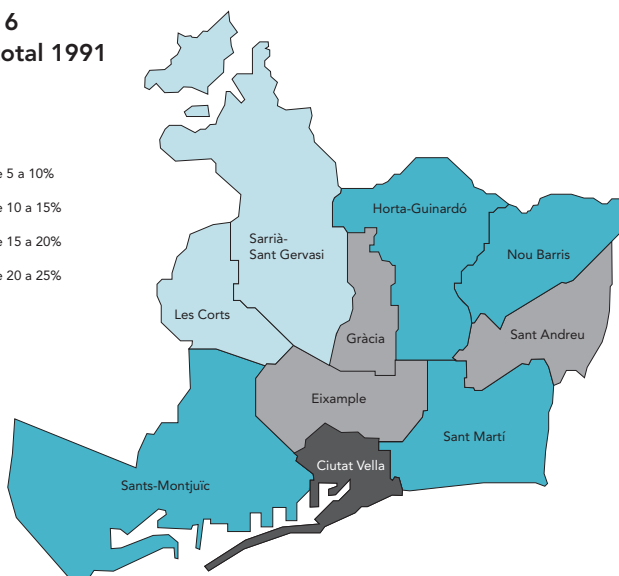 6
otal 1991
e 5 a 10%
e 10 a 15%
e 15 a 20%
e 20 a 25%
Horta-Guinardó
Sarrià-
Sant Gervasi
Nou Barris
Les Corts
Gràcia
Sant Andreu
Eixample
Sant Martí
Ciutat Vella
Sants-Montjuïc